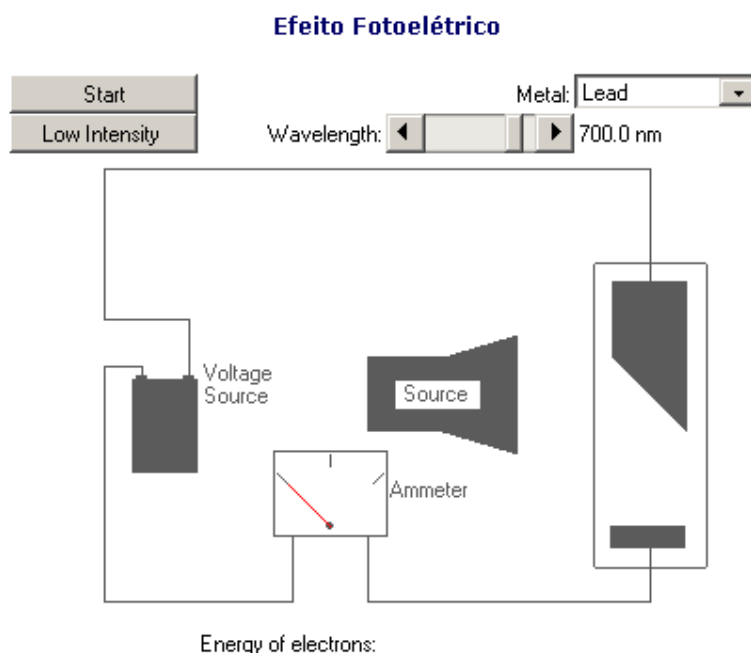 Efeito Fotoelétrico
Start
Metal: Lead
Low Intensity
Wavelength: 700.0 nm
Voltage
Source
Source
Ammeter
Energy of electrons: